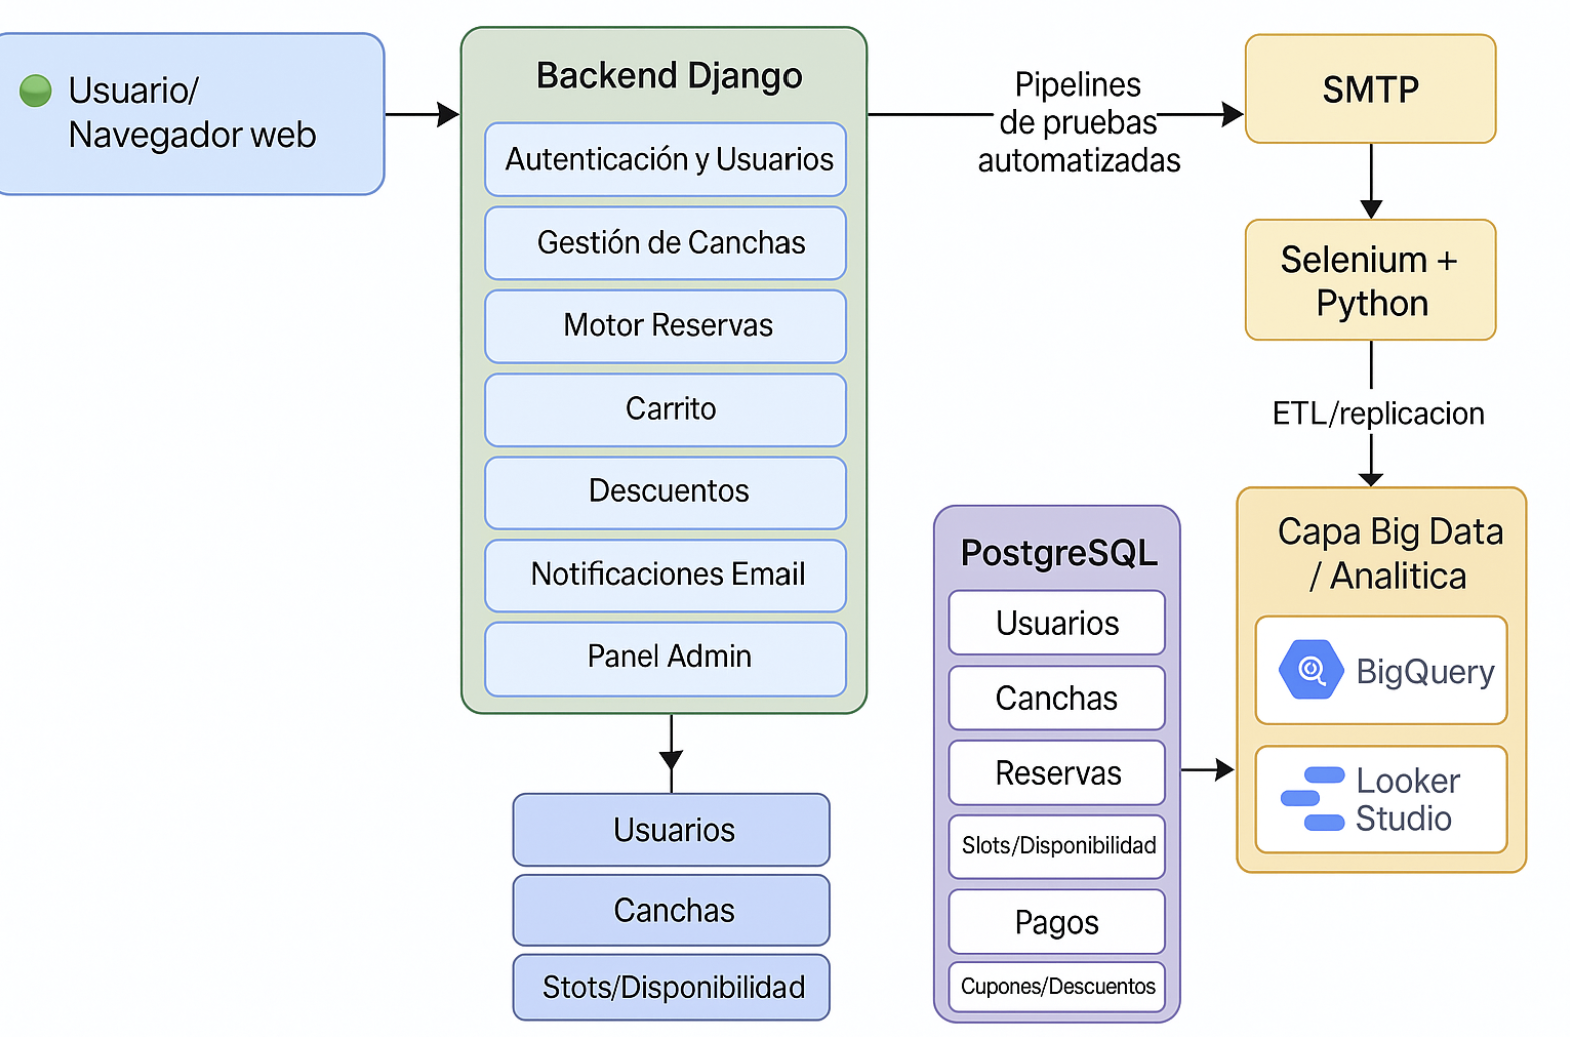 Usuario/
Navegador web
Backend Django
Autenticación y Usuarios
Gestión de Canchas
Motor Reservas
Carrito
Descuentos
Notificaciones Email
Panel Admin
Usuarios
Canchas
Stots/Disponibilidad
Pipelines
de pruebas
automatizadas
SMTP
Selenium +
Python
ETL/replicacion
PostgreSQL
Usuarios
Canchas
Reservas
Slots/Disponibilidad
Pagos
Cupones/Descuentos
Capa Big Data
/ Analitica
BigQuery
Looker
Studio